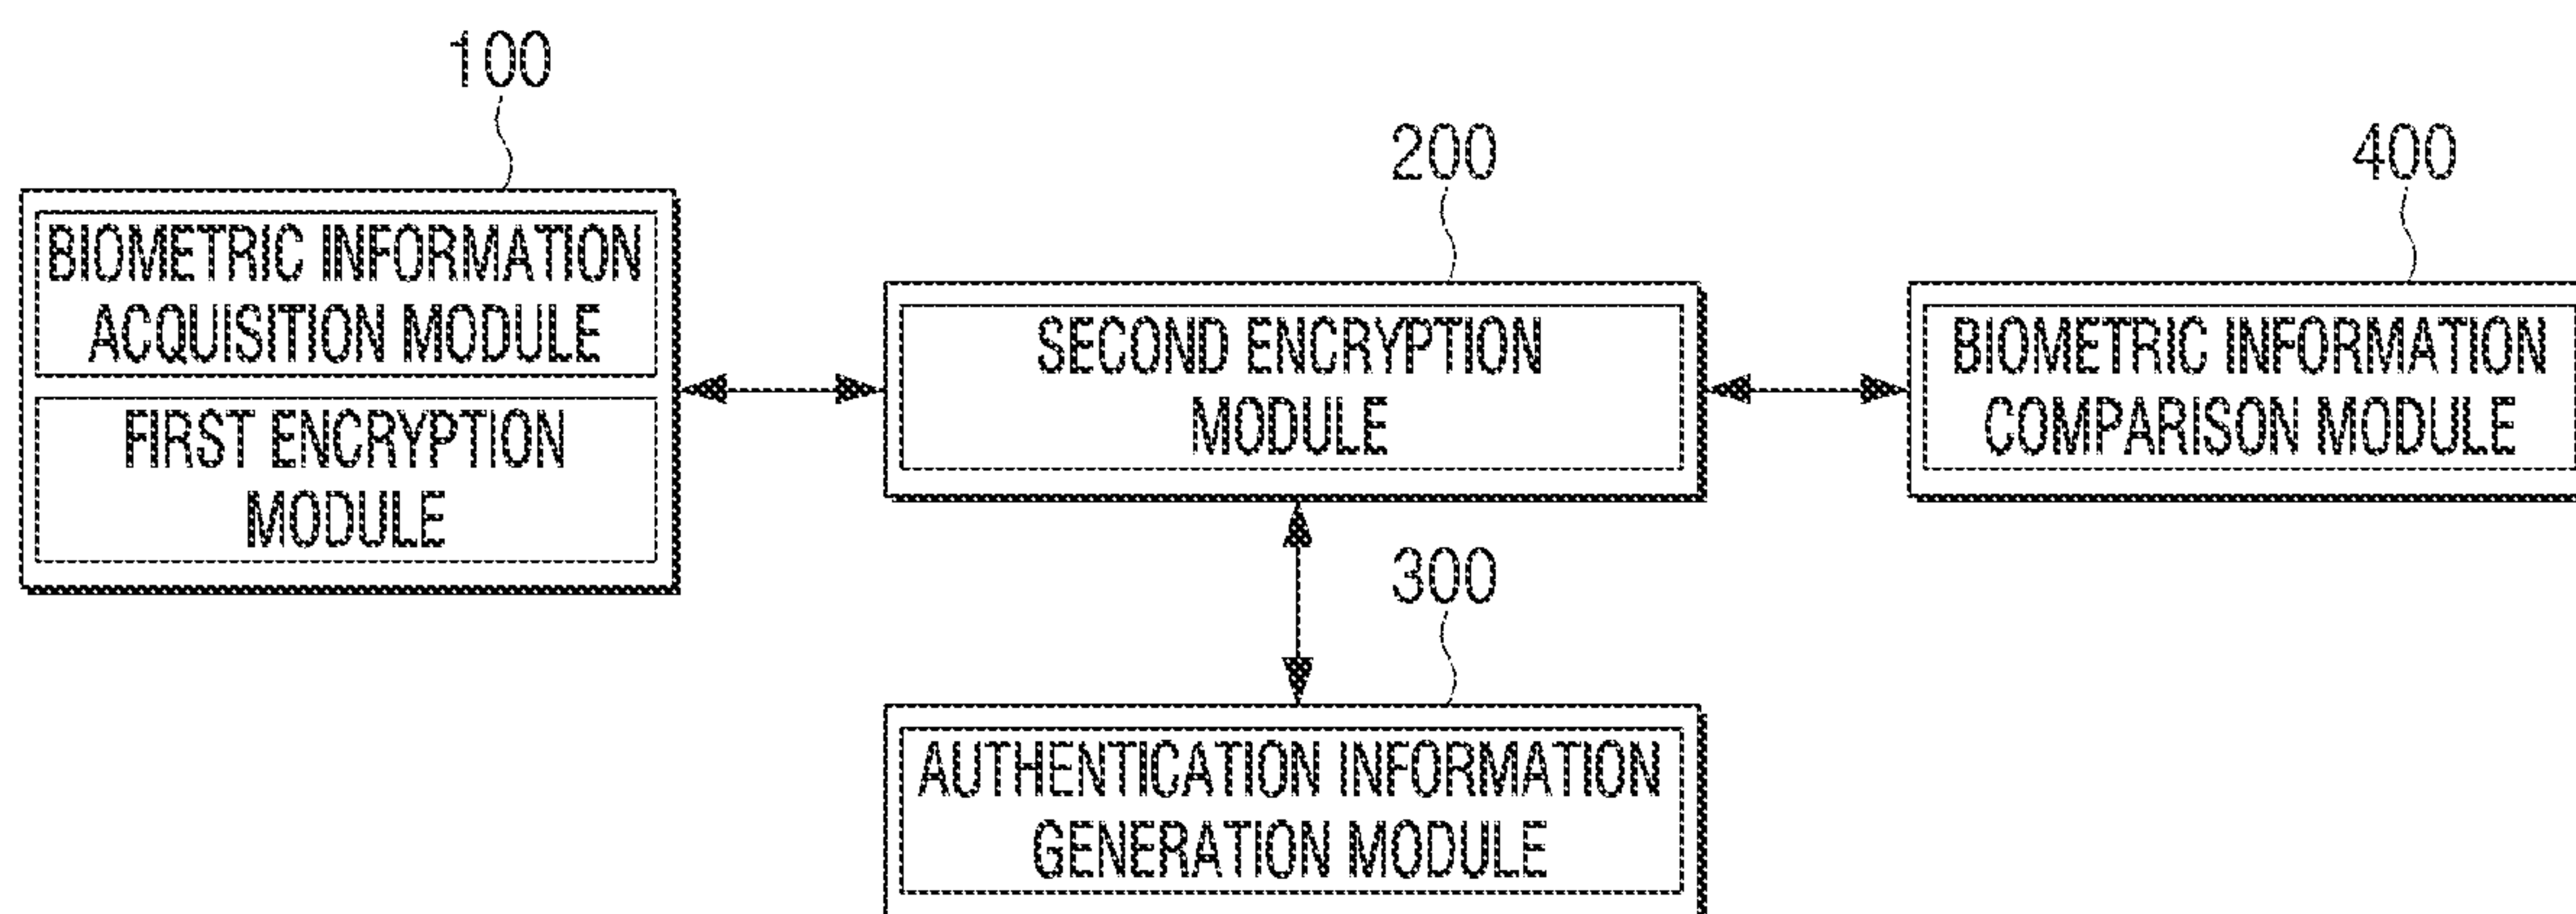 100
BIOMETRIC INFORMATION
ACQUISITION MODULE
FIRST ENCRYPTION
MODULE
200
SECOND ENCRYPTION
MODULE
400
BIOMETRIC INFORMATION
COMPARISON MODULE
300
AUTHENTICATION INFORMATION
GENERATION MODULE